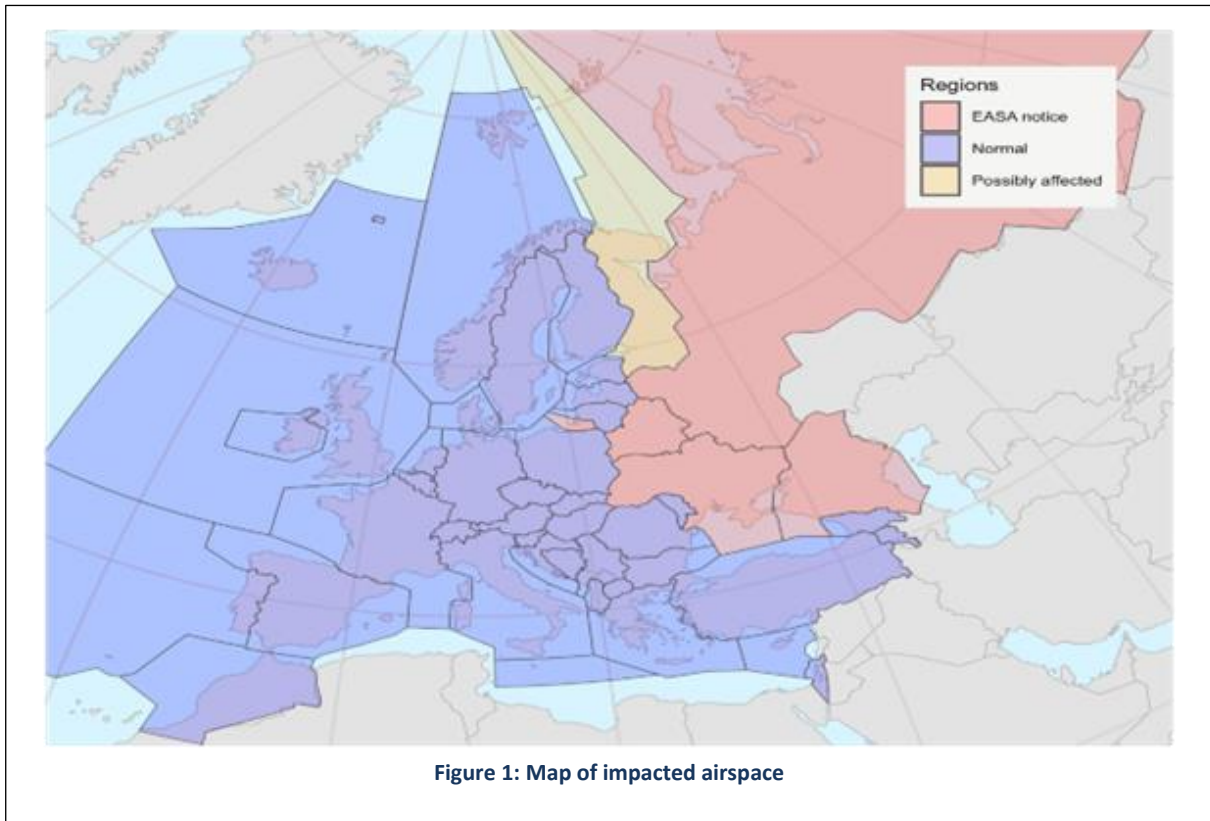 Regions
EASA notice
Normal
Possibly affected
Figure 1: Map of impacted airspace